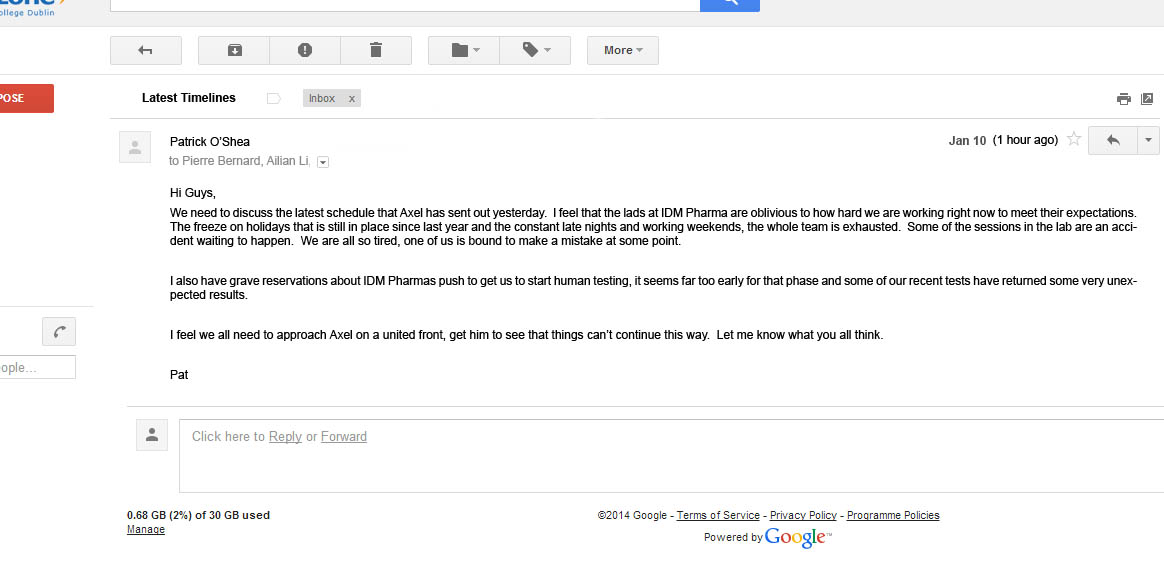 College Dublin
More
POSE
Latest Timelines
Inbox x
Patrick O'Shea
Jan 10 (1 hour ago)
to Pierre Bernard, Ailian Li,
Hi Guys,
We need to discuss the latest schedule that Axel has sent out yesterday. I feel that the lads at IDM Pharma are oblivious to how hard we are working right now to meet their expectations.
The freeze on holidays that is still in place since last year and the constant late nights and working weekends, the whole team is exhausted. Some of the sessions in the lab are an acci-
dent waiting to happen. We are all so tired, one of us is bound to make a mistake at some point.
I also have grave reservations about IDM Pharmas push to get us to start human testing, it seems far too early for that phase and some of our recent tests have returned some very unex-
pected results.
I feel we all need to approach Axel on a united front, get him to see that things can't continue this way. Let me know what you all think.
eople...
Pat
Click here to Reply or Forward
0.68 GB (2%) of 30 GB used
Manage
©2014 Google - Terms of Service - Privacy Policy - Programme Policies
Powered by Google™